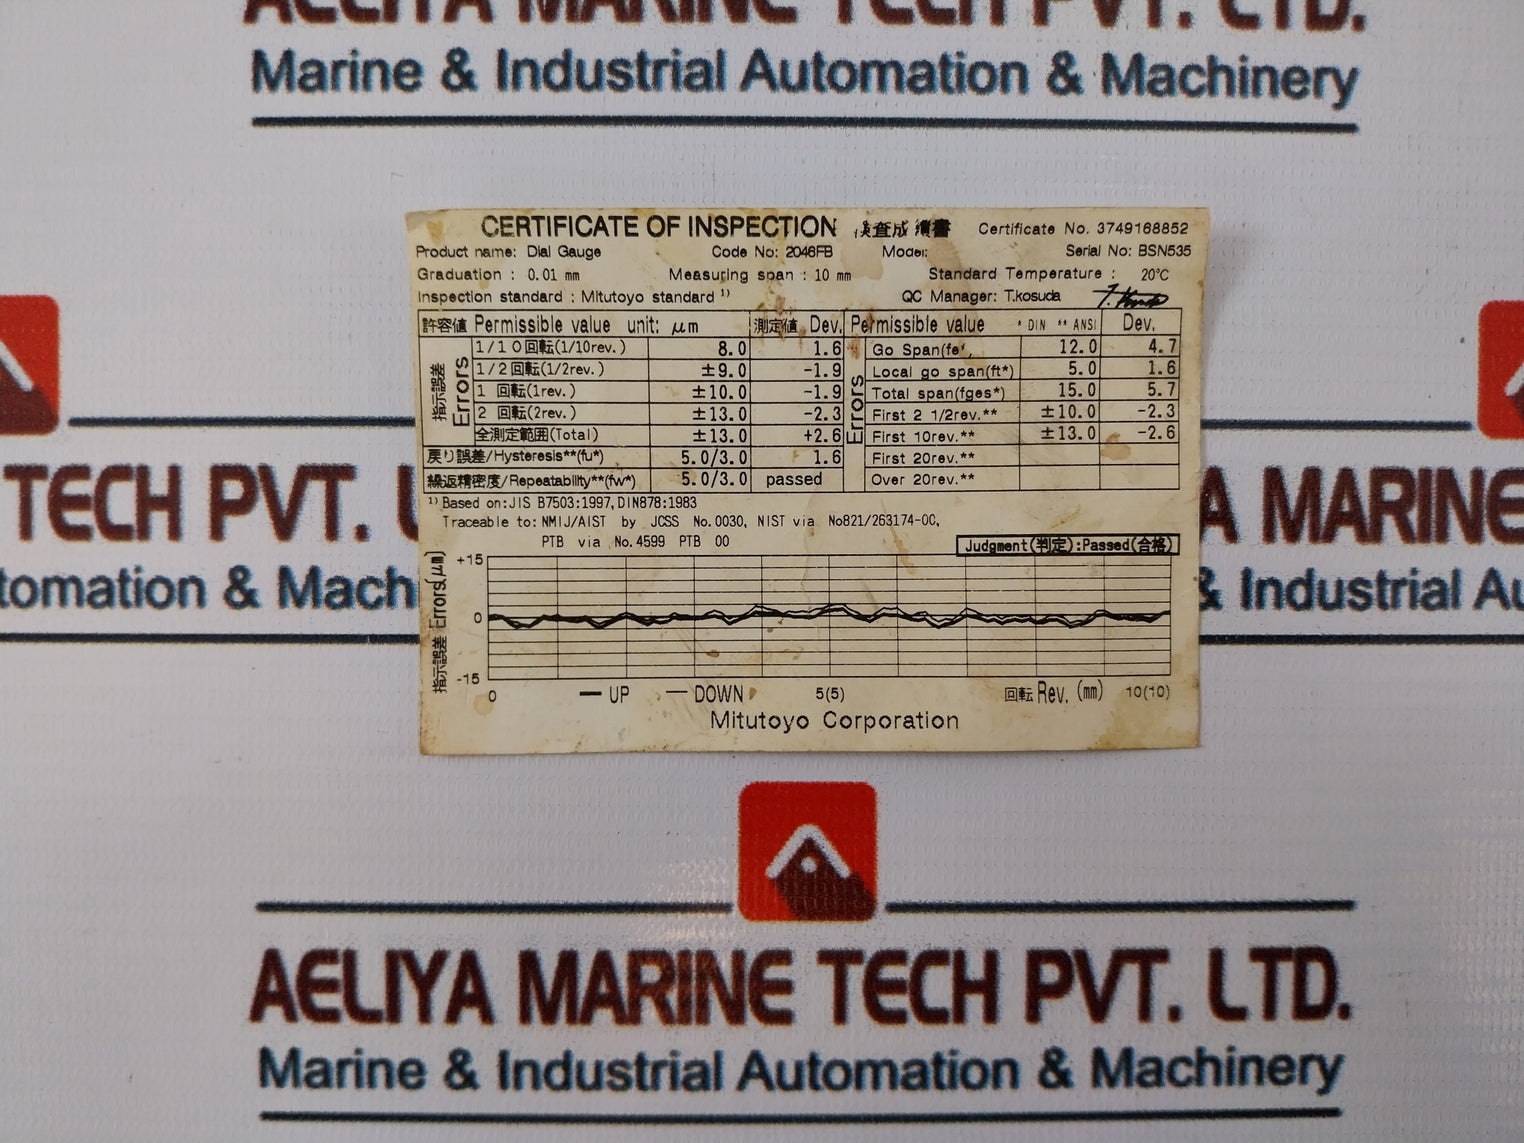 AELIYA MARINE TECH PVT. LTD.
Marine & Industrial Automation & Machinery
CERTIFICATE OF INSPECTION 検査成績書 Certificate No. 3749168852
Product name: Dial Gauge Code No: 2046FB Model: Serial No: BSN535
Graduation : 0.01 mm Measuring span : 10 mm Standard Temperature : 20°C
Inspection standard : Mitutoyo standard ¹⁾ QC Manager: T.kosuda
許容値 Permissible value unit: μm 測定値 Dev. Permissible value * DIN ** ANSI Dev.
指示誤差 Errors
1/10回転(1/10rev.) 8.0 1.6
1/2回転(1/2rev.) ±9.0 -1.9
1 回転(1rev.) ±10.0 -1.9
2 回転(2rev.) ±13.0 -2.3
全測定範囲(Total) ±13.0 +2.6
戻り誤差/Hysteresis**(fu*) 5.0/3.0 1.6
繰返精密度/Repeatability**(fw*) 5.0/3.0 passed
Errors
Go Span(fe 12.0 4.7
Local go span(ft*) 5.0 1.6
Total span(fges*) 15.0 5.7
First 2 1/2rev.** ±10.0 -2.3
First 10rev.** ±13.0 -2.6
First 20rev.**
Over 20rev.**
¹⁾ Based on:JIS B7503:1997,DIN878:1983
Traceable to: NMIJ/AIST by JCSS No.0030, NIST via No821/263174-00,
PTB via No.4599 PTB 00
Judgment(判定):Passed(合格)
指示誤差 Errors(μm)
+15
0
-15
0 UP DOWN 5(5) 回転 Rev. (mm) 10(10)
Mitutoyo Corporation
TECH PVT.
A MARINE
tomation & Mach
& Industrial Au
AELIYA MARINE TECH PVT. LTD.
Marine & Industrial Automation & Machinery